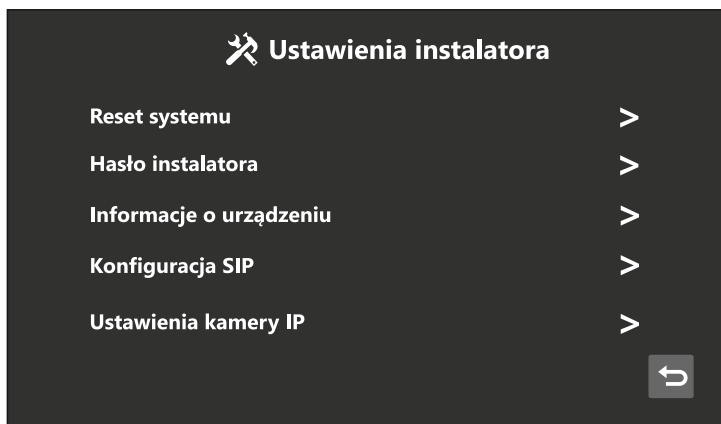 Ustawienia instalatora
Reset systemu >
Hasło instalatora >
Informacje o urządzeniu >
Konfiguracja SIP >
Ustawienia kamery IP >